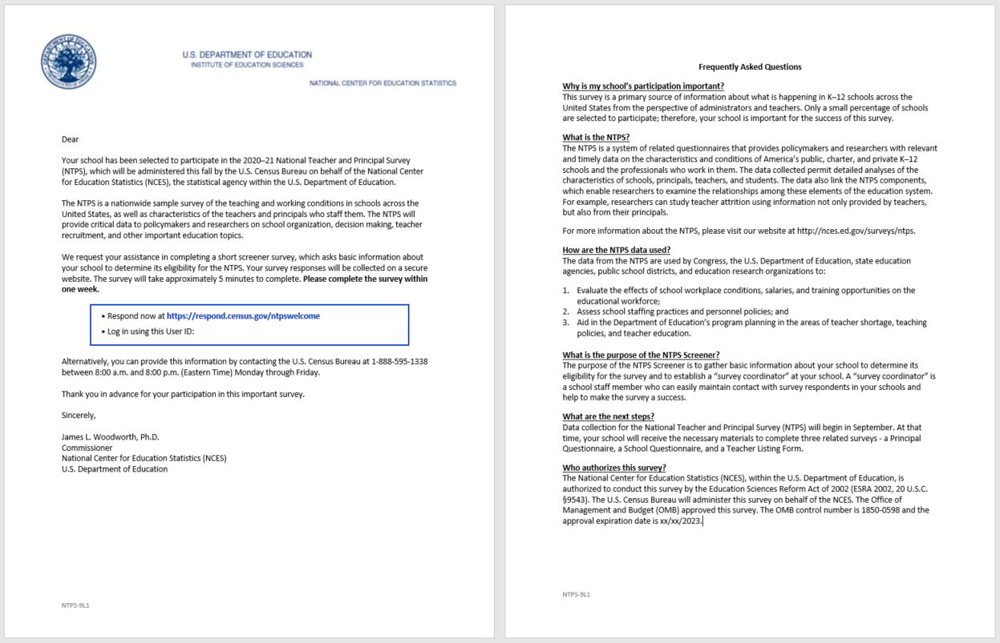 U.S. DEPARTMENT OF EDUCATION
INSTITUTE OF EDUCATION SCIENCES
NATIONAL CENTER FOR EDUCATION STATISTICS
Dear
Your school has been selected to participate in the 2020–21 National Teacher and Principal Survey
(NTPS), which will be administered this fall by the U.S. Census Bureau on behalf of the National Center
for Education Statistics (NCES), the statistical agency within the U.S. Department of Education.
The NTPS is a nationwide sample survey of the teaching and working conditions in schools across the
United States, as well as characteristics of the teachers and principals who staff them. The NTPS will
provide critical data to policymakers and researchers on school organization, decision making, teacher
recruitment, and other important education topics.
We request your assistance in completing a short screener survey, which asks basic information about
your school to determine its eligibility for the NTPS. Your survey responses will be collected on a secure
website. The survey will take approximately 5 minutes to complete. Please complete the survey within
one week.
• Respond now at https://respond.census.gov/ntpswelcome
• Log in using this User ID:
Alternatively, you can provide this information by contacting the U.S. Census Bureau at 1-888-595-1338
between 8:00 a.m. and 8:00 p.m. (Eastern Time) Monday through Friday.
Thank you in advance for your participation in this important survey.
Sincerely,
James L. Woodworth, Ph.D.
Commissioner
National Center for Education Statistics (NCES)
U.S. Department of Education
NTPS-9L1
Frequently Asked Questions
Why is my school's participation important?
This survey is a primary source of information about what is happening in K–12 schools across the
United States from the perspective of administrators and teachers. Only a small percentage of schools
are selected to participate; therefore, your school is important for the success of this survey.
What is the NTPS?
The NTPS is a system of related questionnaires that provides policymakers and researchers with relevant
and timely data on the characteristics and conditions of America's public, charter, and private K–12
schools and the professionals who work in them. The data collected permit detailed analyses of the
characteristics of schools, principals, teachers, and students. The data also link the NTPS components,
which enable researchers to examine the relationships among these elements of the education system.
For example, researchers can study teacher attrition using information not only provided by teachers,
but also from their principals.
For more information about the NTPS, please visit our website at http://nces.ed.gov/surveys/ntps.
How are the NTPS data used?
The data from the NTPS are used by Congress, the U.S. Department of Education, state education
agencies, public school districts, and education research organizations to:
1. Evaluate the effects of school workplace conditions, salaries, and training opportunities on the
educational workforce;
2. Assess school staffing practices and personnel policies; and
3. Aid in the Department of Education's program planning in the areas of teacher shortage, teaching
policies, and teacher education.
What is the purpose of the NTPS Screener?
The purpose of the NTPS Screener is to gather basic information about your school to determine its
eligibility for the survey and to establish a “survey coordinator” at your school. A “survey coordinator” is
a school staff member who can easily maintain contact with survey respondents in your schools and
help to make the survey a success.
What are the next steps?
Data collection for the National Teacher and Principal Survey (NTPS) will begin in September. At that
time, your school will receive the necessary materials to complete three related surveys - a Principal
Questionnaire, a School Questionnaire, and a Teacher Listing Form.
Who authorizes this survey?
The National Center for Education Statistics (NCES), within the U.S. Department of Education, is
authorized to conduct this survey by the Education Sciences Reform Act of 2002 (ESRA 2002, 20 U.S.C.
§9543). The U.S. Census Bureau will administer this survey on behalf of the NCES. The Office of
Management and Budget (OMB) approved this survey. The OMB control number is 1850-0598 and the
approval expiration date is xx/xx/2023.
NTPS-9L1